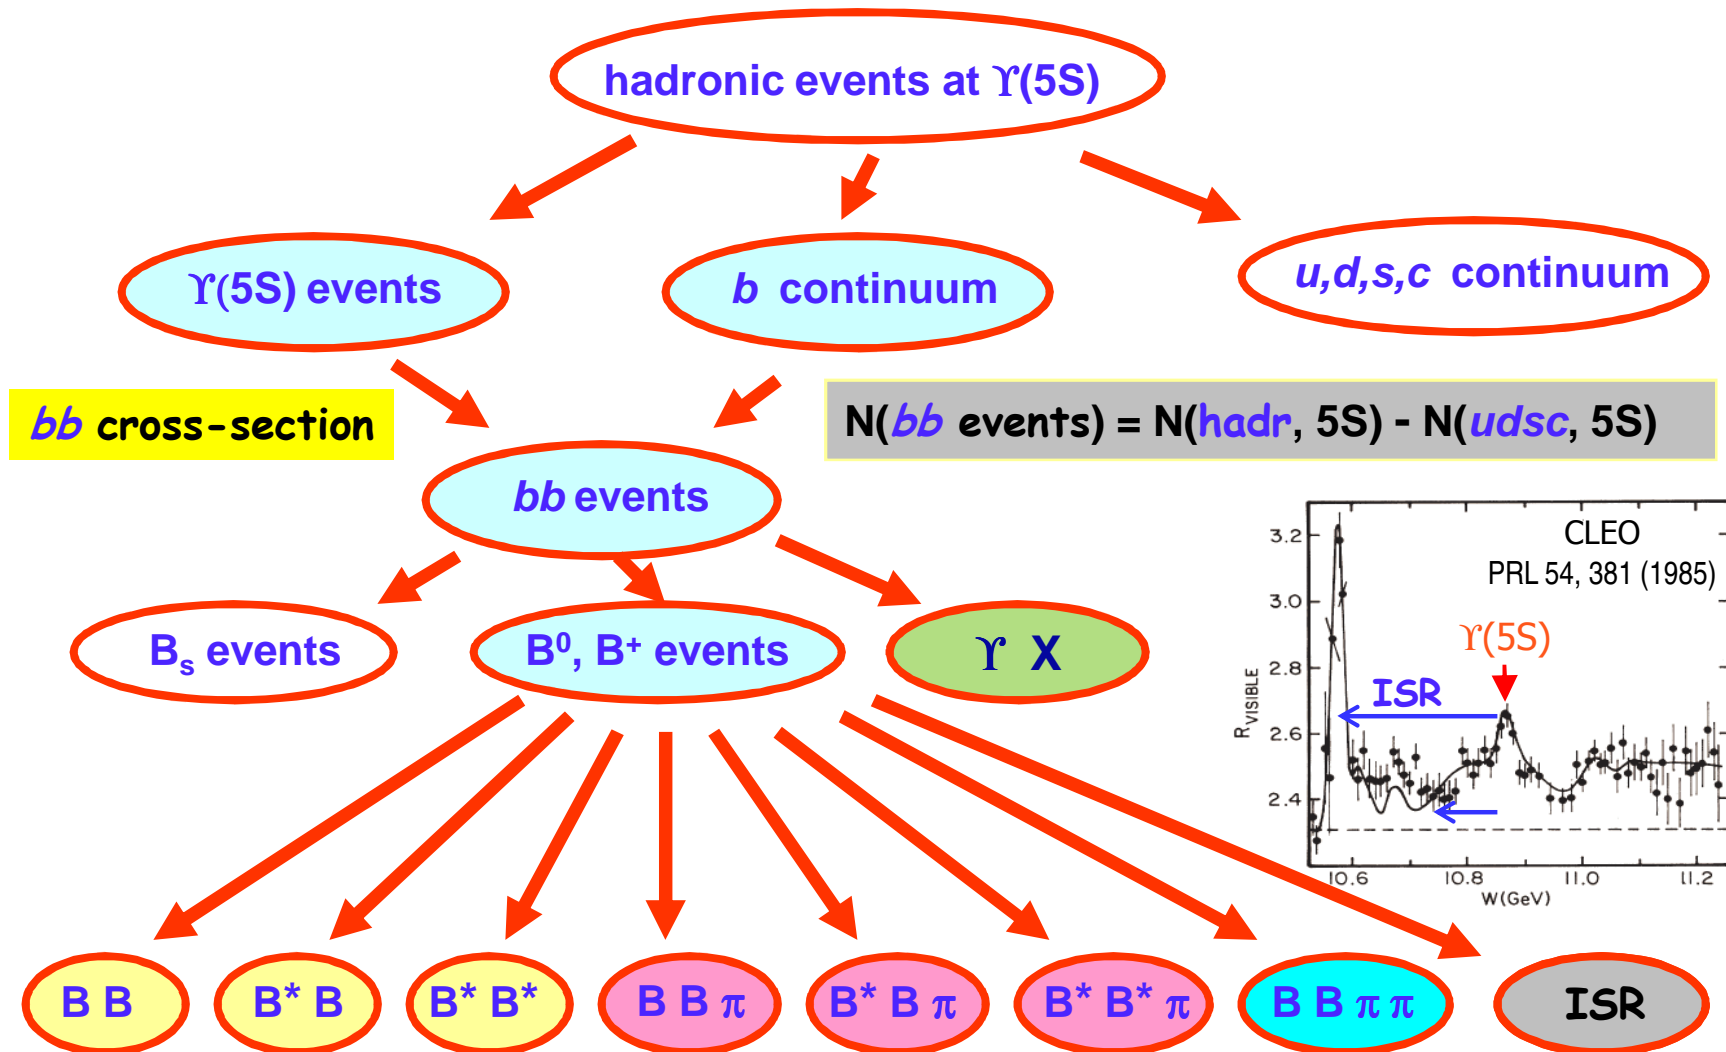 hadronic events at ϒ(5S)
ϒ(5S) events
b continuum
u,d,s,c continuum
bb cross-section
N(bb events) = N(hadr, 5S) - N(udsc, 5S)
bb events
Bs events
B⁰, B⁺ events
ϒ X
CLEO
PRL 54, 381 (1985)
ϒ(5S)
ISR
R VISIBLE
3.2
3.0
2.8
2.6
2.4
10.6
10.8
11.0
11.2
W(GeV)
B B
B* B
B* B*
B B π
B* B π
B* B* π
B B π π
ISR